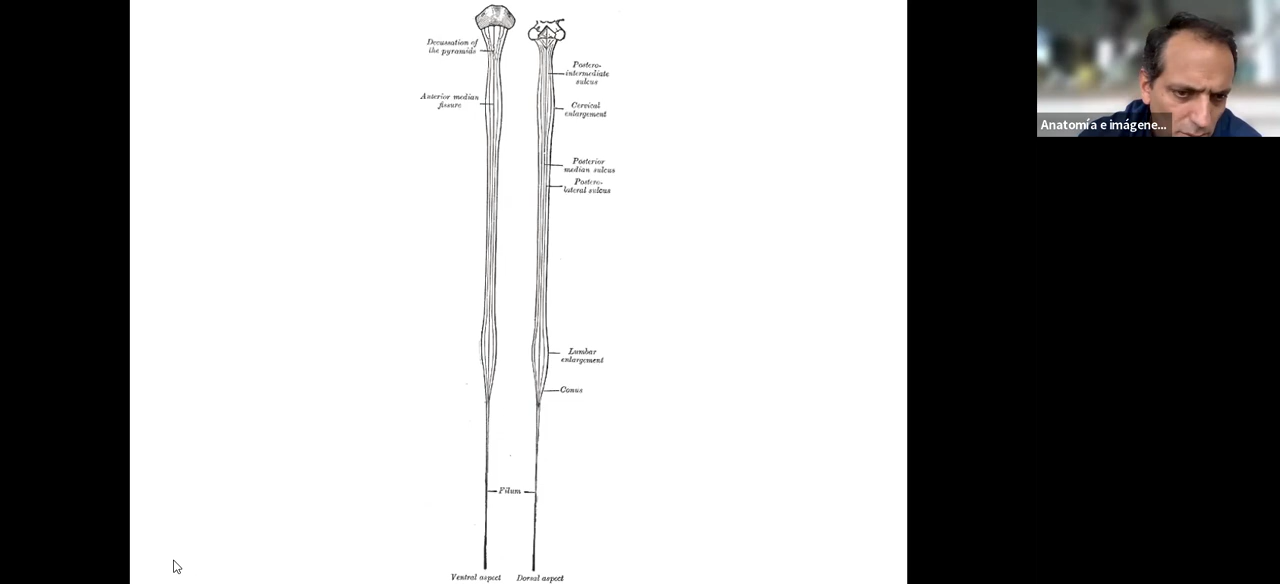 Decussation of
the pyramids
Anterior median
fissure
Postero-
intermediate
sulcus
Cervical
enlargement
Posterior
median sulcus
Postero-
lateral sulcus
Lumbar
enlargement
Conus
Filum
Ventral aspect
Dorsal aspect
Anatomía e imágene...